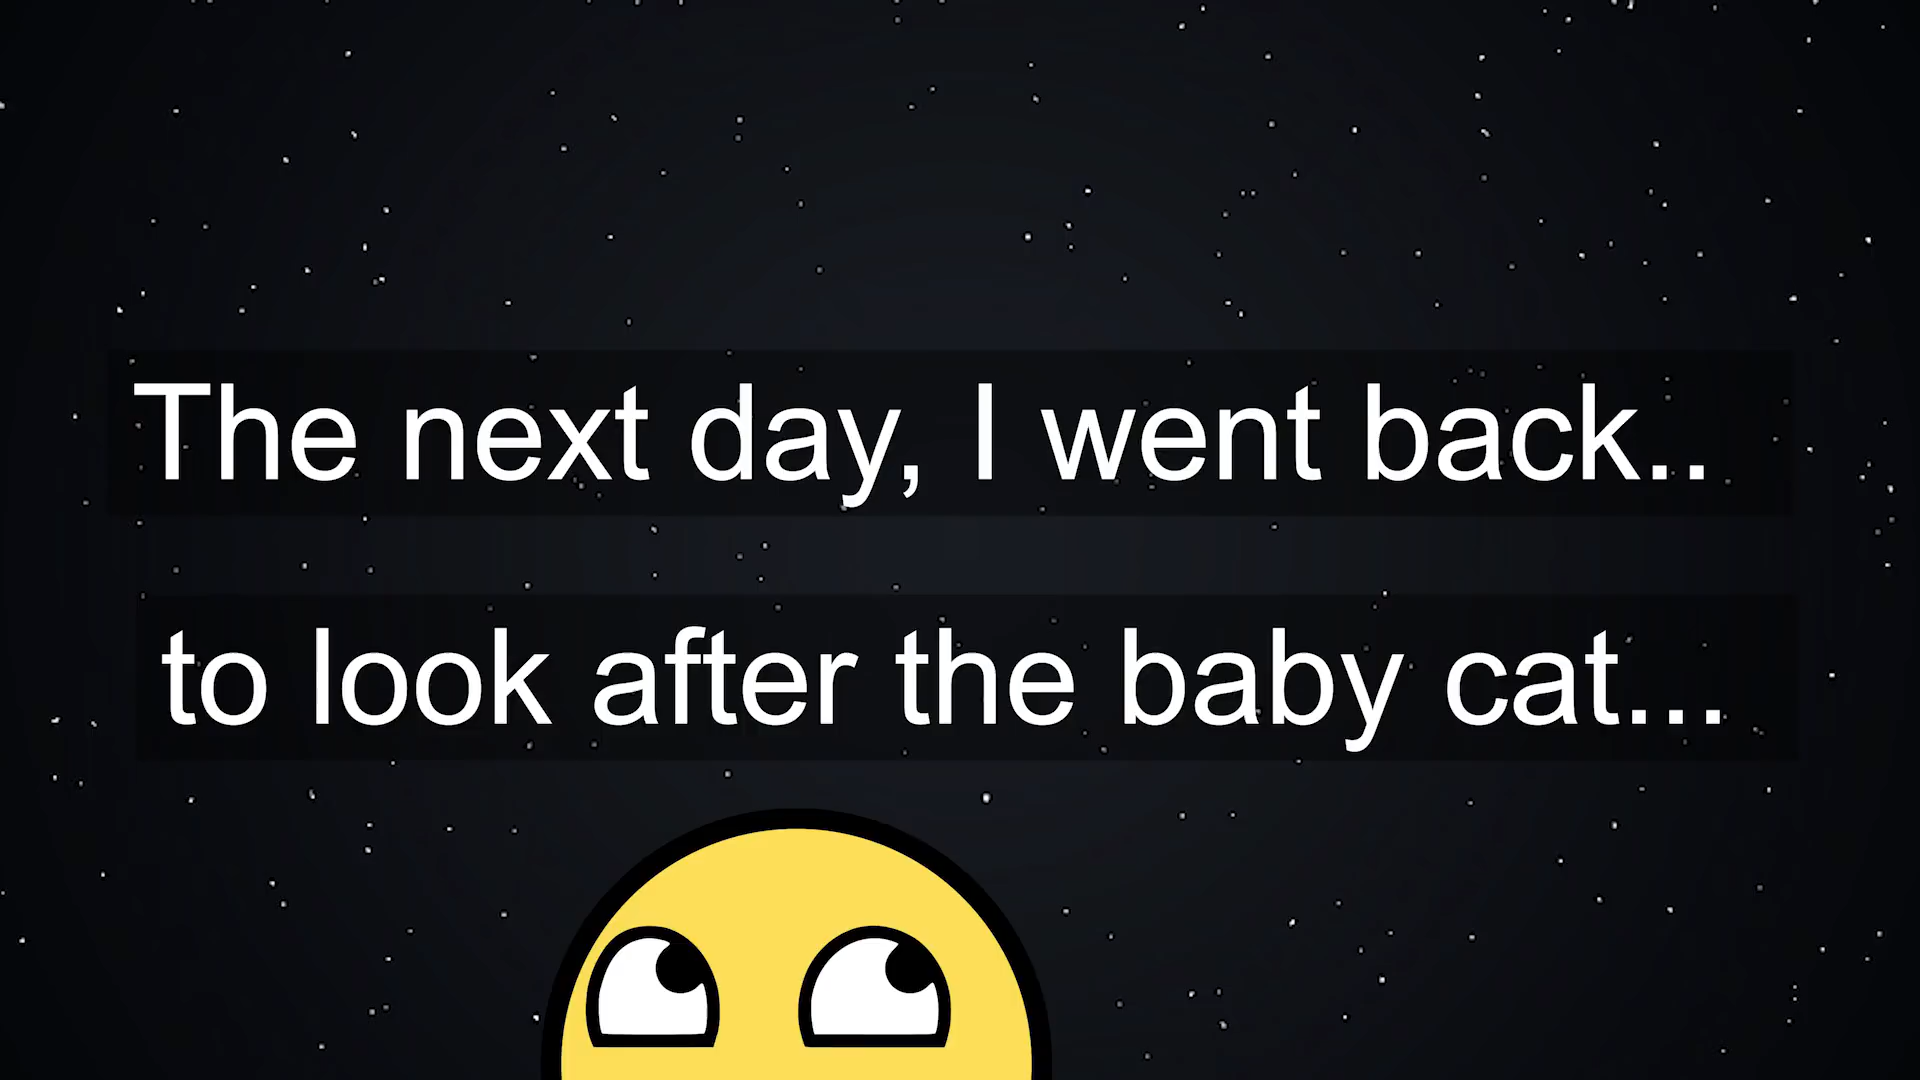 The next day, I went back..
to look after the baby cat...